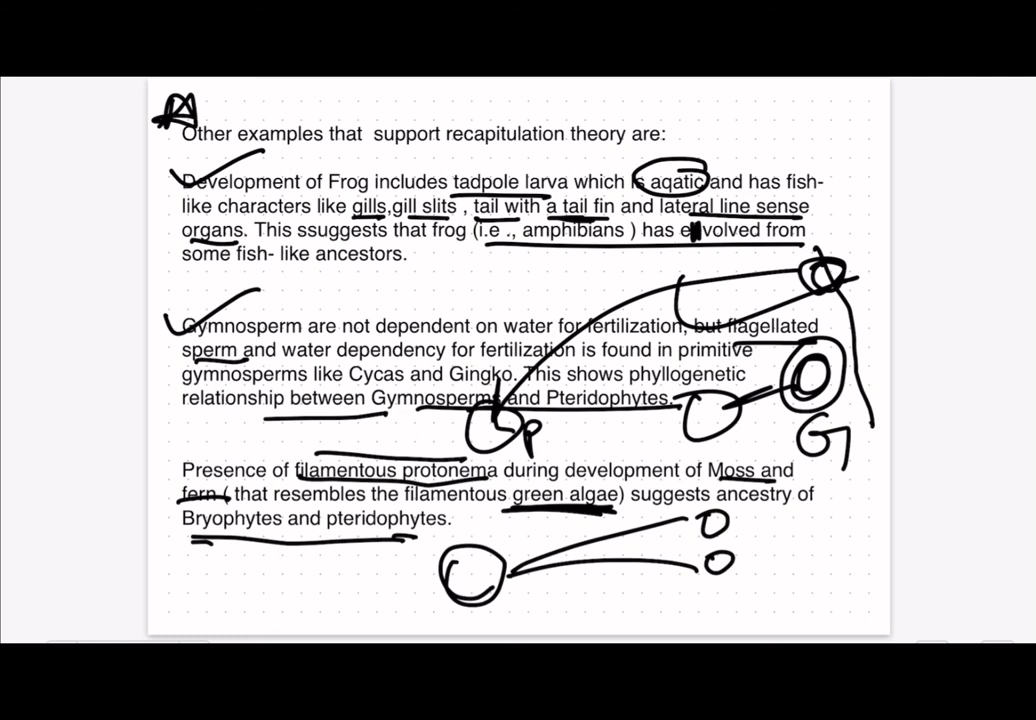 Other examples that support recapitulation theory are:
Development of Frog includes tadpole larva which is aqatic and has fish-
like characters like gills,gill slits , tail with a tail fin and lateral line sense
organs. This ssuggests that frog (i.e ., amphibians ) has evolved from
some fish- like ancestors.
Gymnosperm are not dependent on water for fertilization, but flagellated
sperm and water dependency for fertilization is found in primitive
gymnosperms like Cycas and Gingko. This shows phyllogenetic
relationship between Gymnosperms and Pteridophytes.
P
G
Presence of filamentous protonema during development of Moss and
fern ( that resembles the filamentous green algae) suggests ancestry of
Bryophytes and pteridophytes.